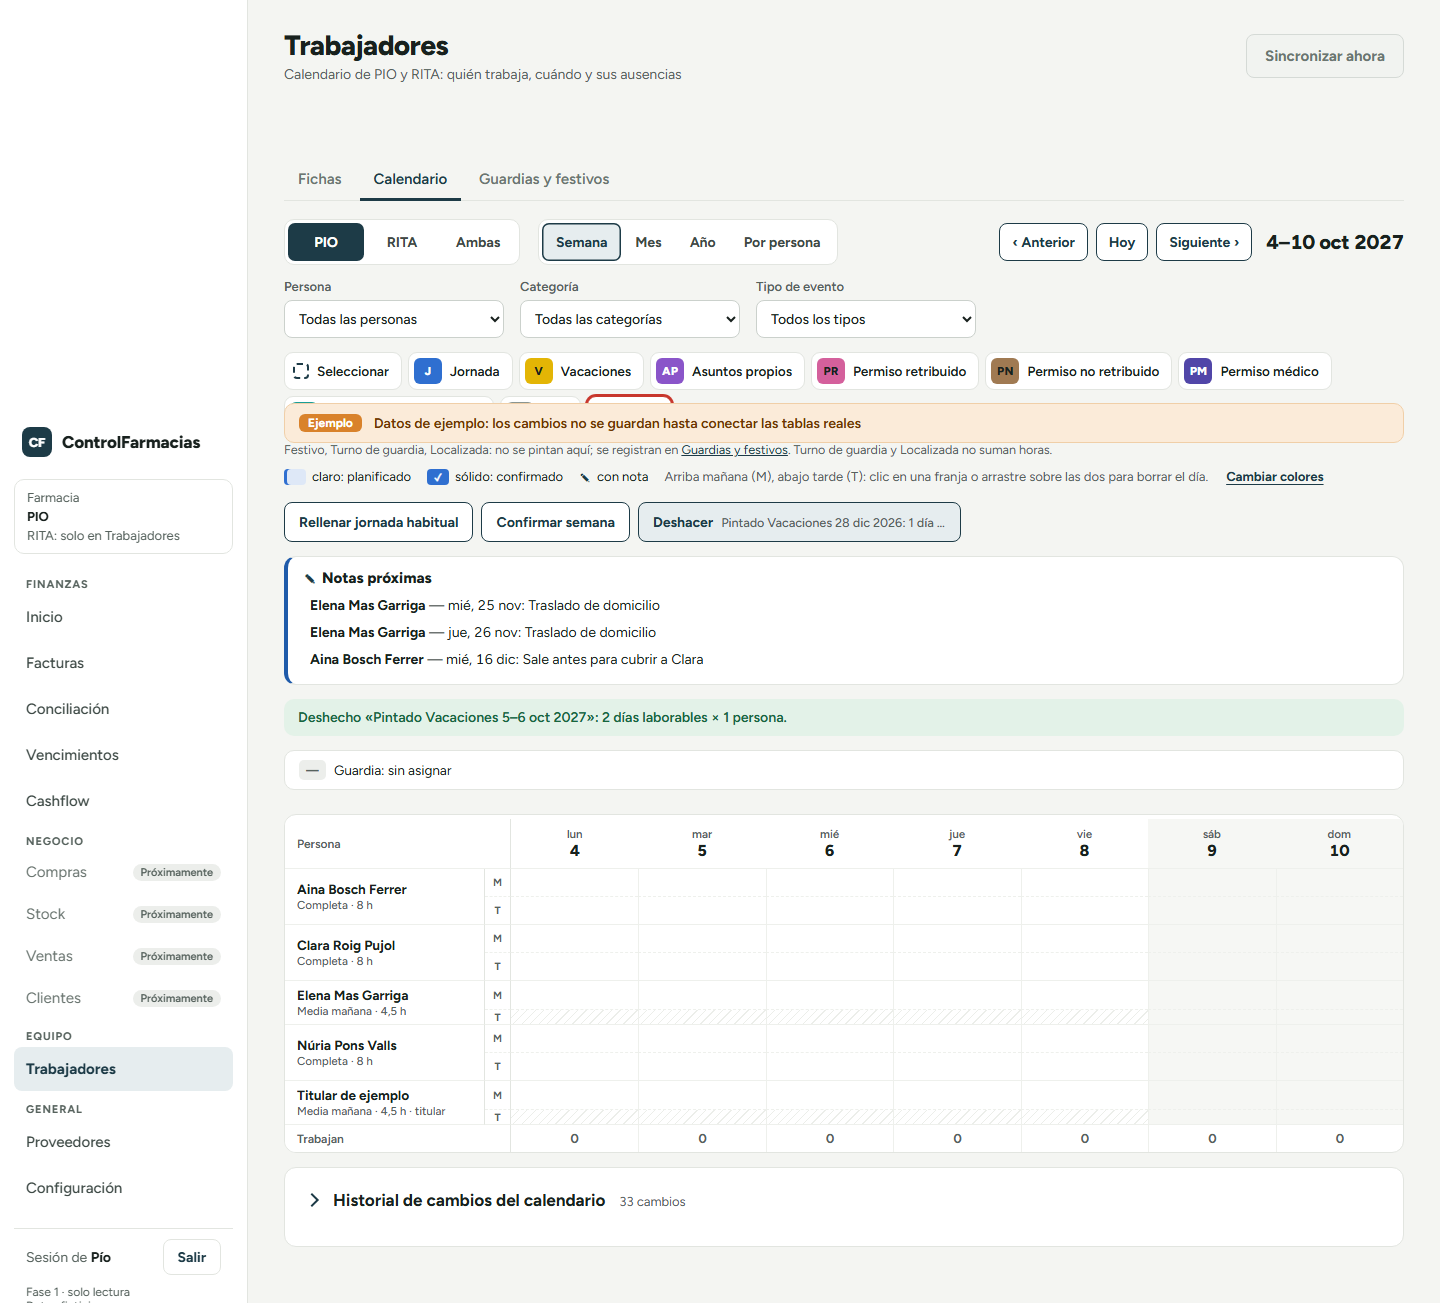 Trabajadores
Calendario de PIO y RITA: quién trabaja, cuándo y sus ausencias
Sincronizar ahora
Fichas
Calendario
Guardias y festivos
PIO
RITA
Ambas
Semana
Mes
Año
Por persona
‹ Anterior
Hoy
Siguiente ›
4–10 oct 2027
Persona
Categoría
Tipo de evento
Todas las personas
Todas las categorías
Todos los tipos
Seleccionar
J Jornada
V Vacaciones
AP Asuntos propios
PR Permiso retribuido
PN Permiso no retribuido
PM Permiso médico
Ejemplo Datos de ejemplo: los cambios no se guardan hasta conectar las tablas reales
Festivo, Turno de guardia, Localizada: no se pintan aquí; se registran en Guardias y festivos. Turno de guardia y Localizada no suman horas.
claro: planificado
sólido: confirmado
con nota
Arriba mañana (M), abajo tarde (T): clic en una franja o arrastre sobre las dos para borrar el día.
Cambiar colores
Rellenar jornada habitual
Confirmar semana
Deshacer Pintado Vacaciones 28 dic 2026: 1 día ...
Notas próximas
Elena Mas Garriga — mié, 25 nov: Traslado de domicilio
Elena Mas Garriga — jue, 26 nov: Traslado de domicilio
Aina Bosch Ferrer — mié, 16 dic: Sale antes para cubrir a Clara
Deshecho «Pintado Vacaciones 5–6 oct 2027»: 2 días laborables × 1 persona.
— Guardia: sin asignar
Persona
lun 4
mar 5
mié 6
jue 7
vie 8
sáb 9
dom 10
Aina Bosch Ferrer
Completa · 8 h
M
T
Clara Roig Pujol
Completa · 8 h
M
T
Elena Mas Garriga
Media mañana · 4,5 h
M
T
Núria Pons Valls
Completa · 8 h
M
T
Titular de ejemplo
Media mañana · 4,5 h · titular
M
T
Trabajan 0 0 0 0 0 0 0
Historial de cambios del calendario 33 cambios
CF ControlFarmacias
Farmacia
PIO
RITA: solo en Trabajadores
FINANZAS
Inicio
Facturas
Conciliación
Vencimientos
Cashflow
NEGOCIO
Compras Próximamente
Stock Próximamente
Ventas Próximamente
Clientes Próximamente
EQUIPO
Trabajadores
GENERAL
Proveedores
Configuración
Sesión de Pío
Salir
Fase 1 · solo lectura